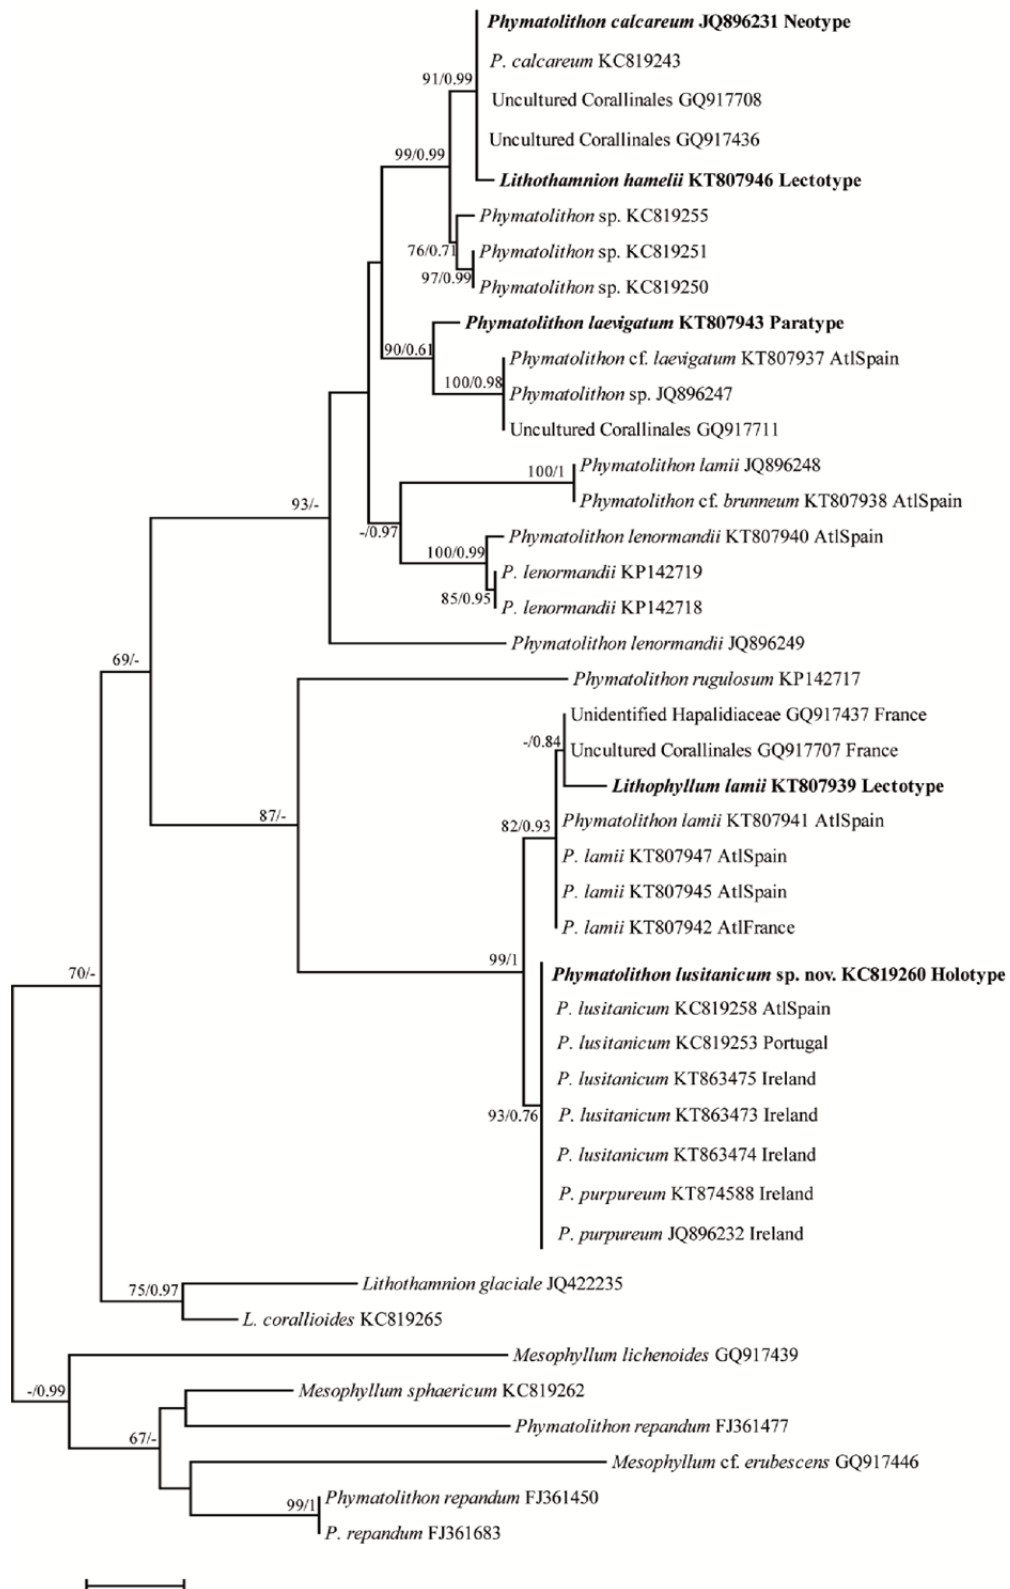 Phymatolithon calcareum JQ896231 Neotype
P. calcareum KC819243
91/0.99
Uncultured Corallinales GQ917708
Uncultured Corallinales GQ917436
99/0.99
Lithothamnion hamelii KT807946 Lectotype
Phymatolithon sp. KC819255
76/0.71
Phymatolithon sp. KC819251
97/0.99
Phymatolithon sp. KC819250
Phymatolithon laevigatum KT807943 Paratype
90/0.61
Phymatolithon cf. laevigatum KT807937 AtlSpain
100/0.98
Phymatolithon sp. JQ896247
Uncultured Corallinales GQ917711
Phymatolithon lamii JQ896248
100/1
Phymatolithon cf. brunneum KT807938 AtlSpain
93/-
-/0.97
Phymatolithon lenormandii KT807940 AtlSpain
100/0.99
P. lenormandii KP142719
85/0.95
P. lenormandii KP142718
Phymatolithon lenormandii JQ896249
69/-
Phymatolithon rugulosum KP142717
Unidentified Hapalidiaceae GQ917437 France
-/0.84
Uncultured Corallinales GQ917707 France
Lithophyllum lamii KT807939 Lectotype
87/-
82/0.93
Phymatolithon lamii KT807941 AtlSpain
P. lamii KT807947 AtlSpain
P. lamii KT807945 AtlSpain
P. lamii KT807942 AtlFrance
99/1
70/-
Phymatolithon lusitanicum sp. nov. KC819260 Holotype
P. lusitanicum KC819258 AtlSpain
P. lusitanicum KC819253 Portugal
P. lusitanicum KT863475 Ireland
93/0.76
P. lusitanicum KT863473 Ireland
P. lusitanicum KT863474 Ireland
P. purpureum KT874588 Ireland
P. purpureum JQ896232 Ireland
75/0.97
Lithothamnion glaciale JQ422235
L. corallioides KC819265
Mesophyllum lichenoides GQ917439
-/0.99
Mesophyllum sphaericum KC819262
Phymatolithon repandum FJ361477
67/-
Mesophyllum cf. erubescens GQ917446
99/1
Phymatolithon repandum FJ361450
P. repandum FJ361683